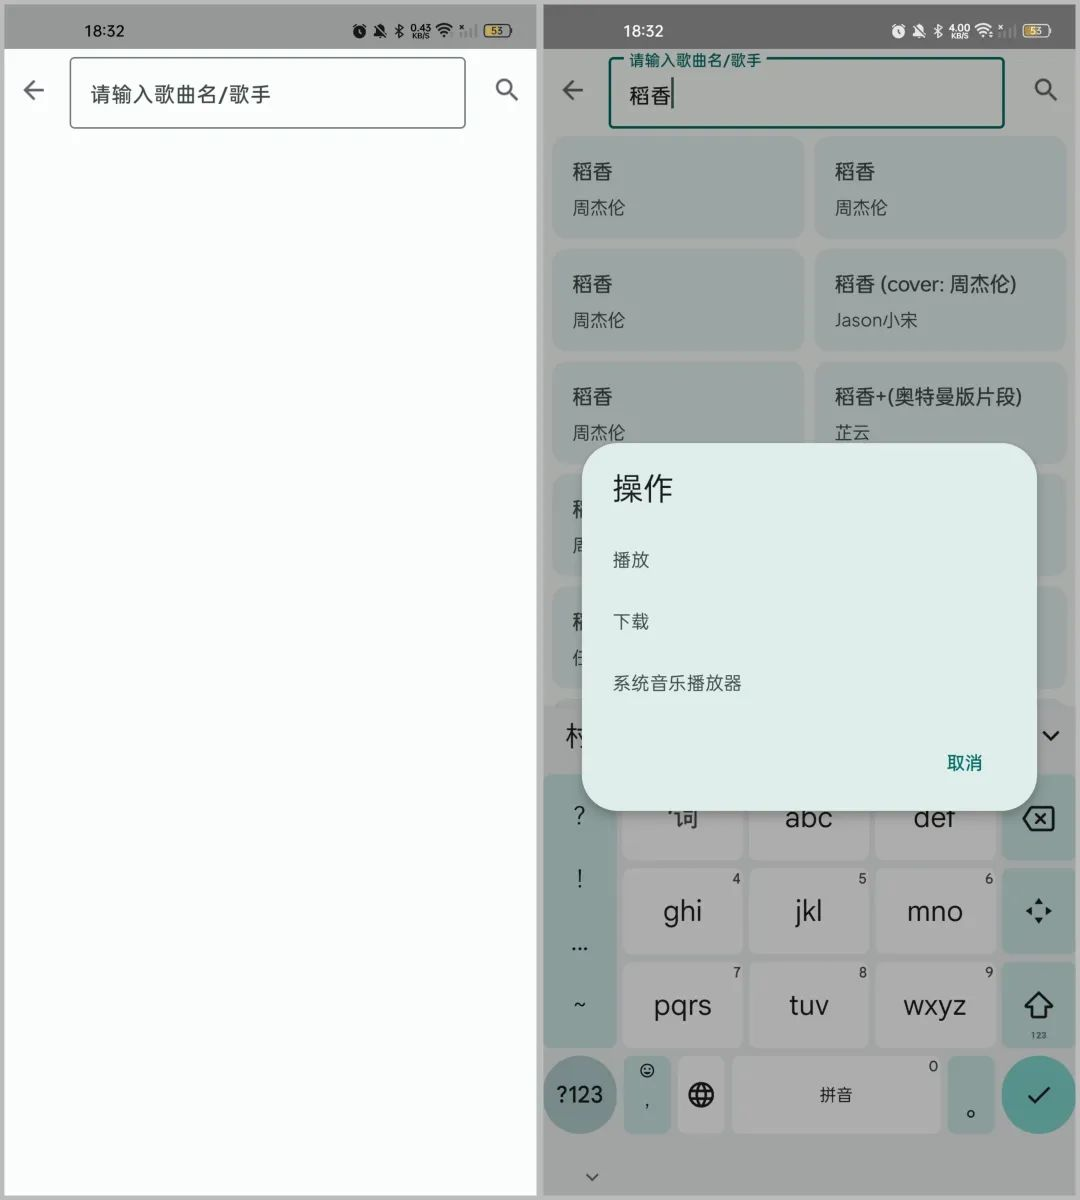 18:32
0.43
KB/S
53
请输入歌曲名/歌手
18:32
4.00
KB/S
53
请输入歌曲名/歌手
稻香
稻香
周杰伦
稻香
周杰伦
稻香
周杰伦
稻香 (cover: 周杰伦)
Jason小宋
稻香
周杰伦
稻香+(奥特曼版片段)
芷云
操作
播放
下载
系统音乐播放器
取消
?
!
...
~
词
abc
def
4
ghi
5
jkl
6
mno
7
pqrs
8
tuv
9
wxyz
123
?123
,
0
拼音
。